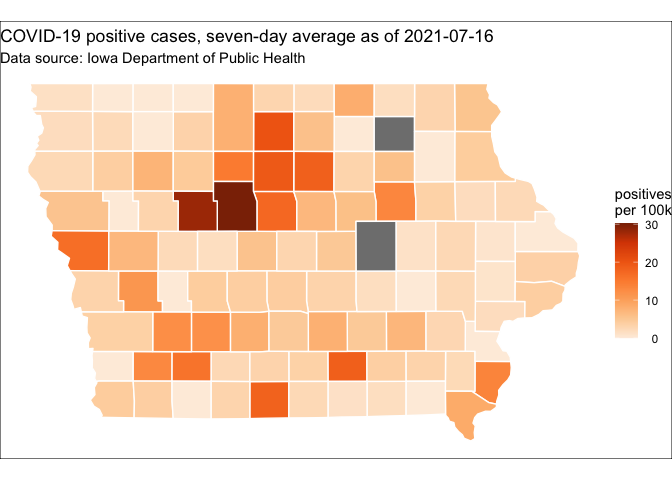 COVID-19 positive cases, seven-day average as of 2021-07-16
Data source: Iowa Department of Public Health
positives
per 100k
30
20
10
0